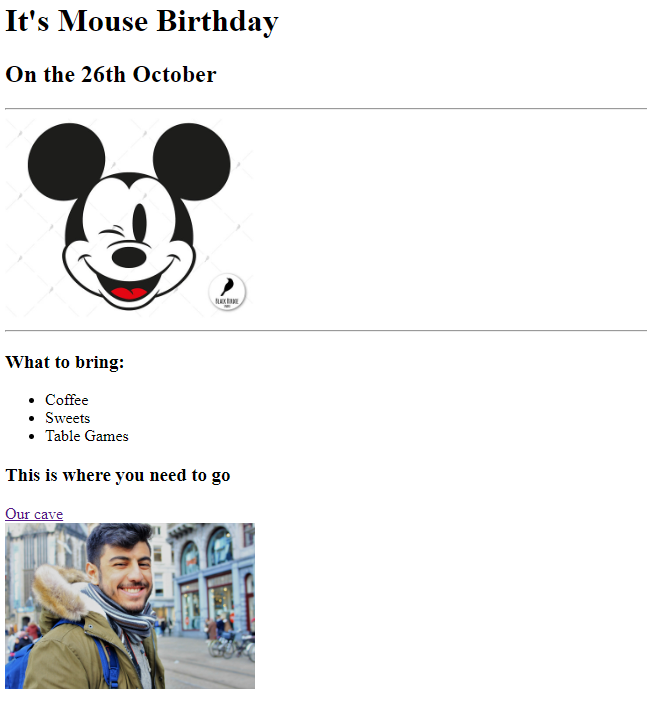 It's Mouse Birthday
On the 26th October
BLACK BIRDIE
What to bring:
Coffee
Sweets
Table Games
This is where you need to go
Our cave